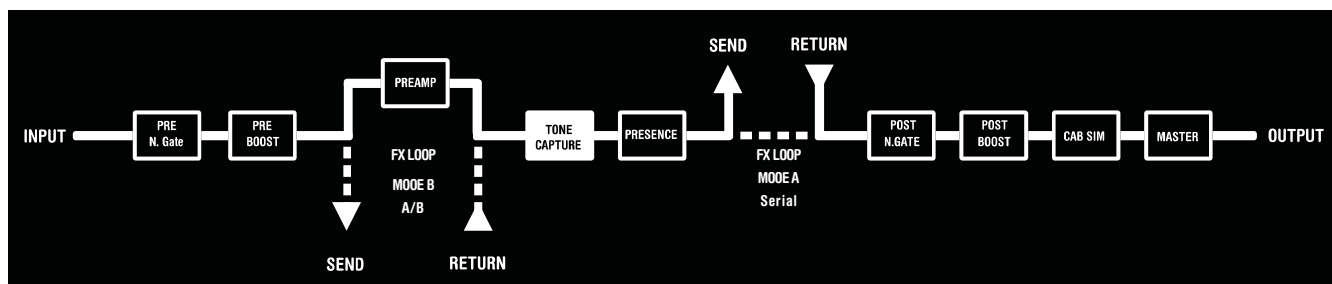 INPUT
PRE
N. Gate
PRE
BOOST
PREAMP
FX LOOP
MOOE B
A/B
SEND
RETURN
TONE
CAPTURE
PRESENCE
SEND
RETURN
FX LOOP
MOOE A
Serial
POST
N.GATE
POST
BOOST
CAB SIM
MASTER
OUTPUT